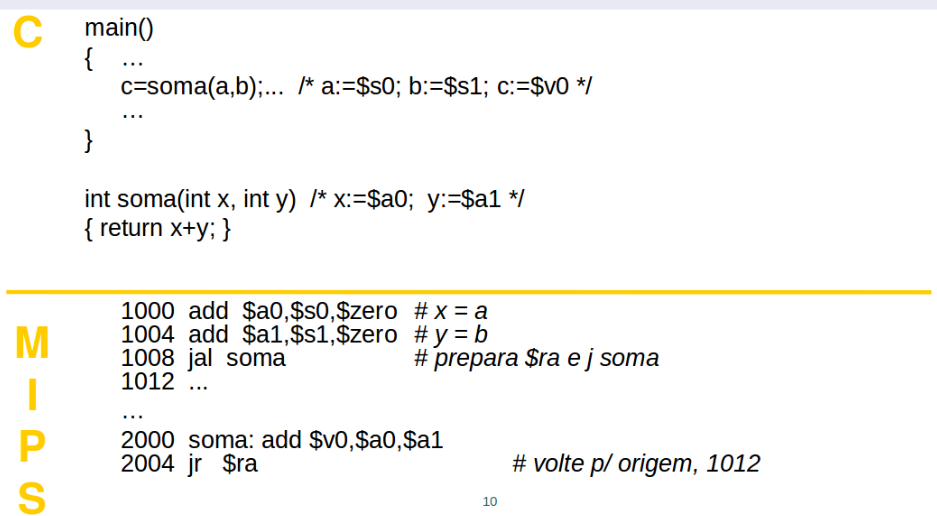 C
main()
{ ...
c=soma(a,b);... /* a:=$s0; b:=$s1; c:=$v0 */
...
}
int soma(int x, int y) /* x:=$a0; y:=$a1 */
{ return x+y; }
M
I
P
S
1000 add $a0,$s0,$zero # x = a
1004 add $a1,$s1,$zero # y = b
1008 jal soma # prepara $ra e j soma
1012 ...
...
2000 soma: add $v0,$a0,$a1
2004 jr $ra # volte p/ origem, 1012
10